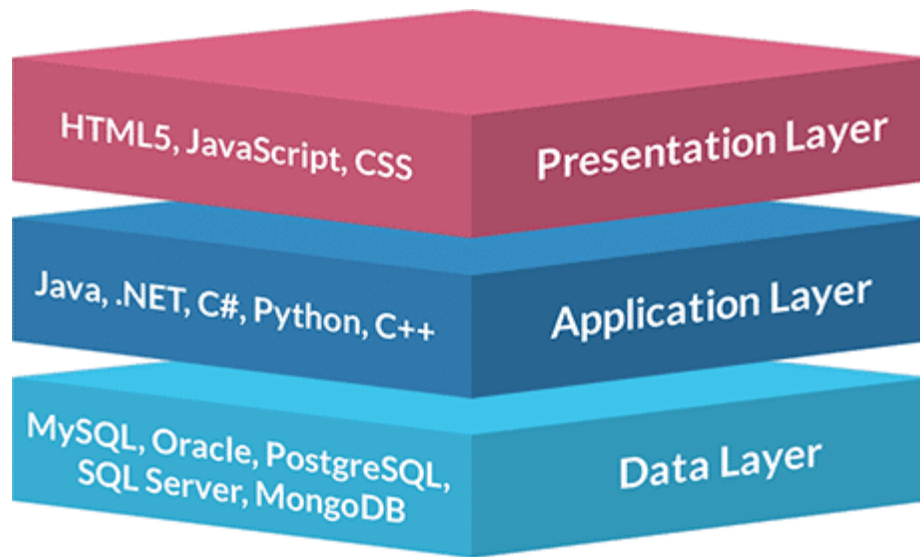 HTML5, JavaScript, CSS
Presentation Layer
Java, .NET, C#, Python, C++
Application Layer
MySQL, Oracle, PostgreSQL,
SQL Server, MongoDB
Data Layer